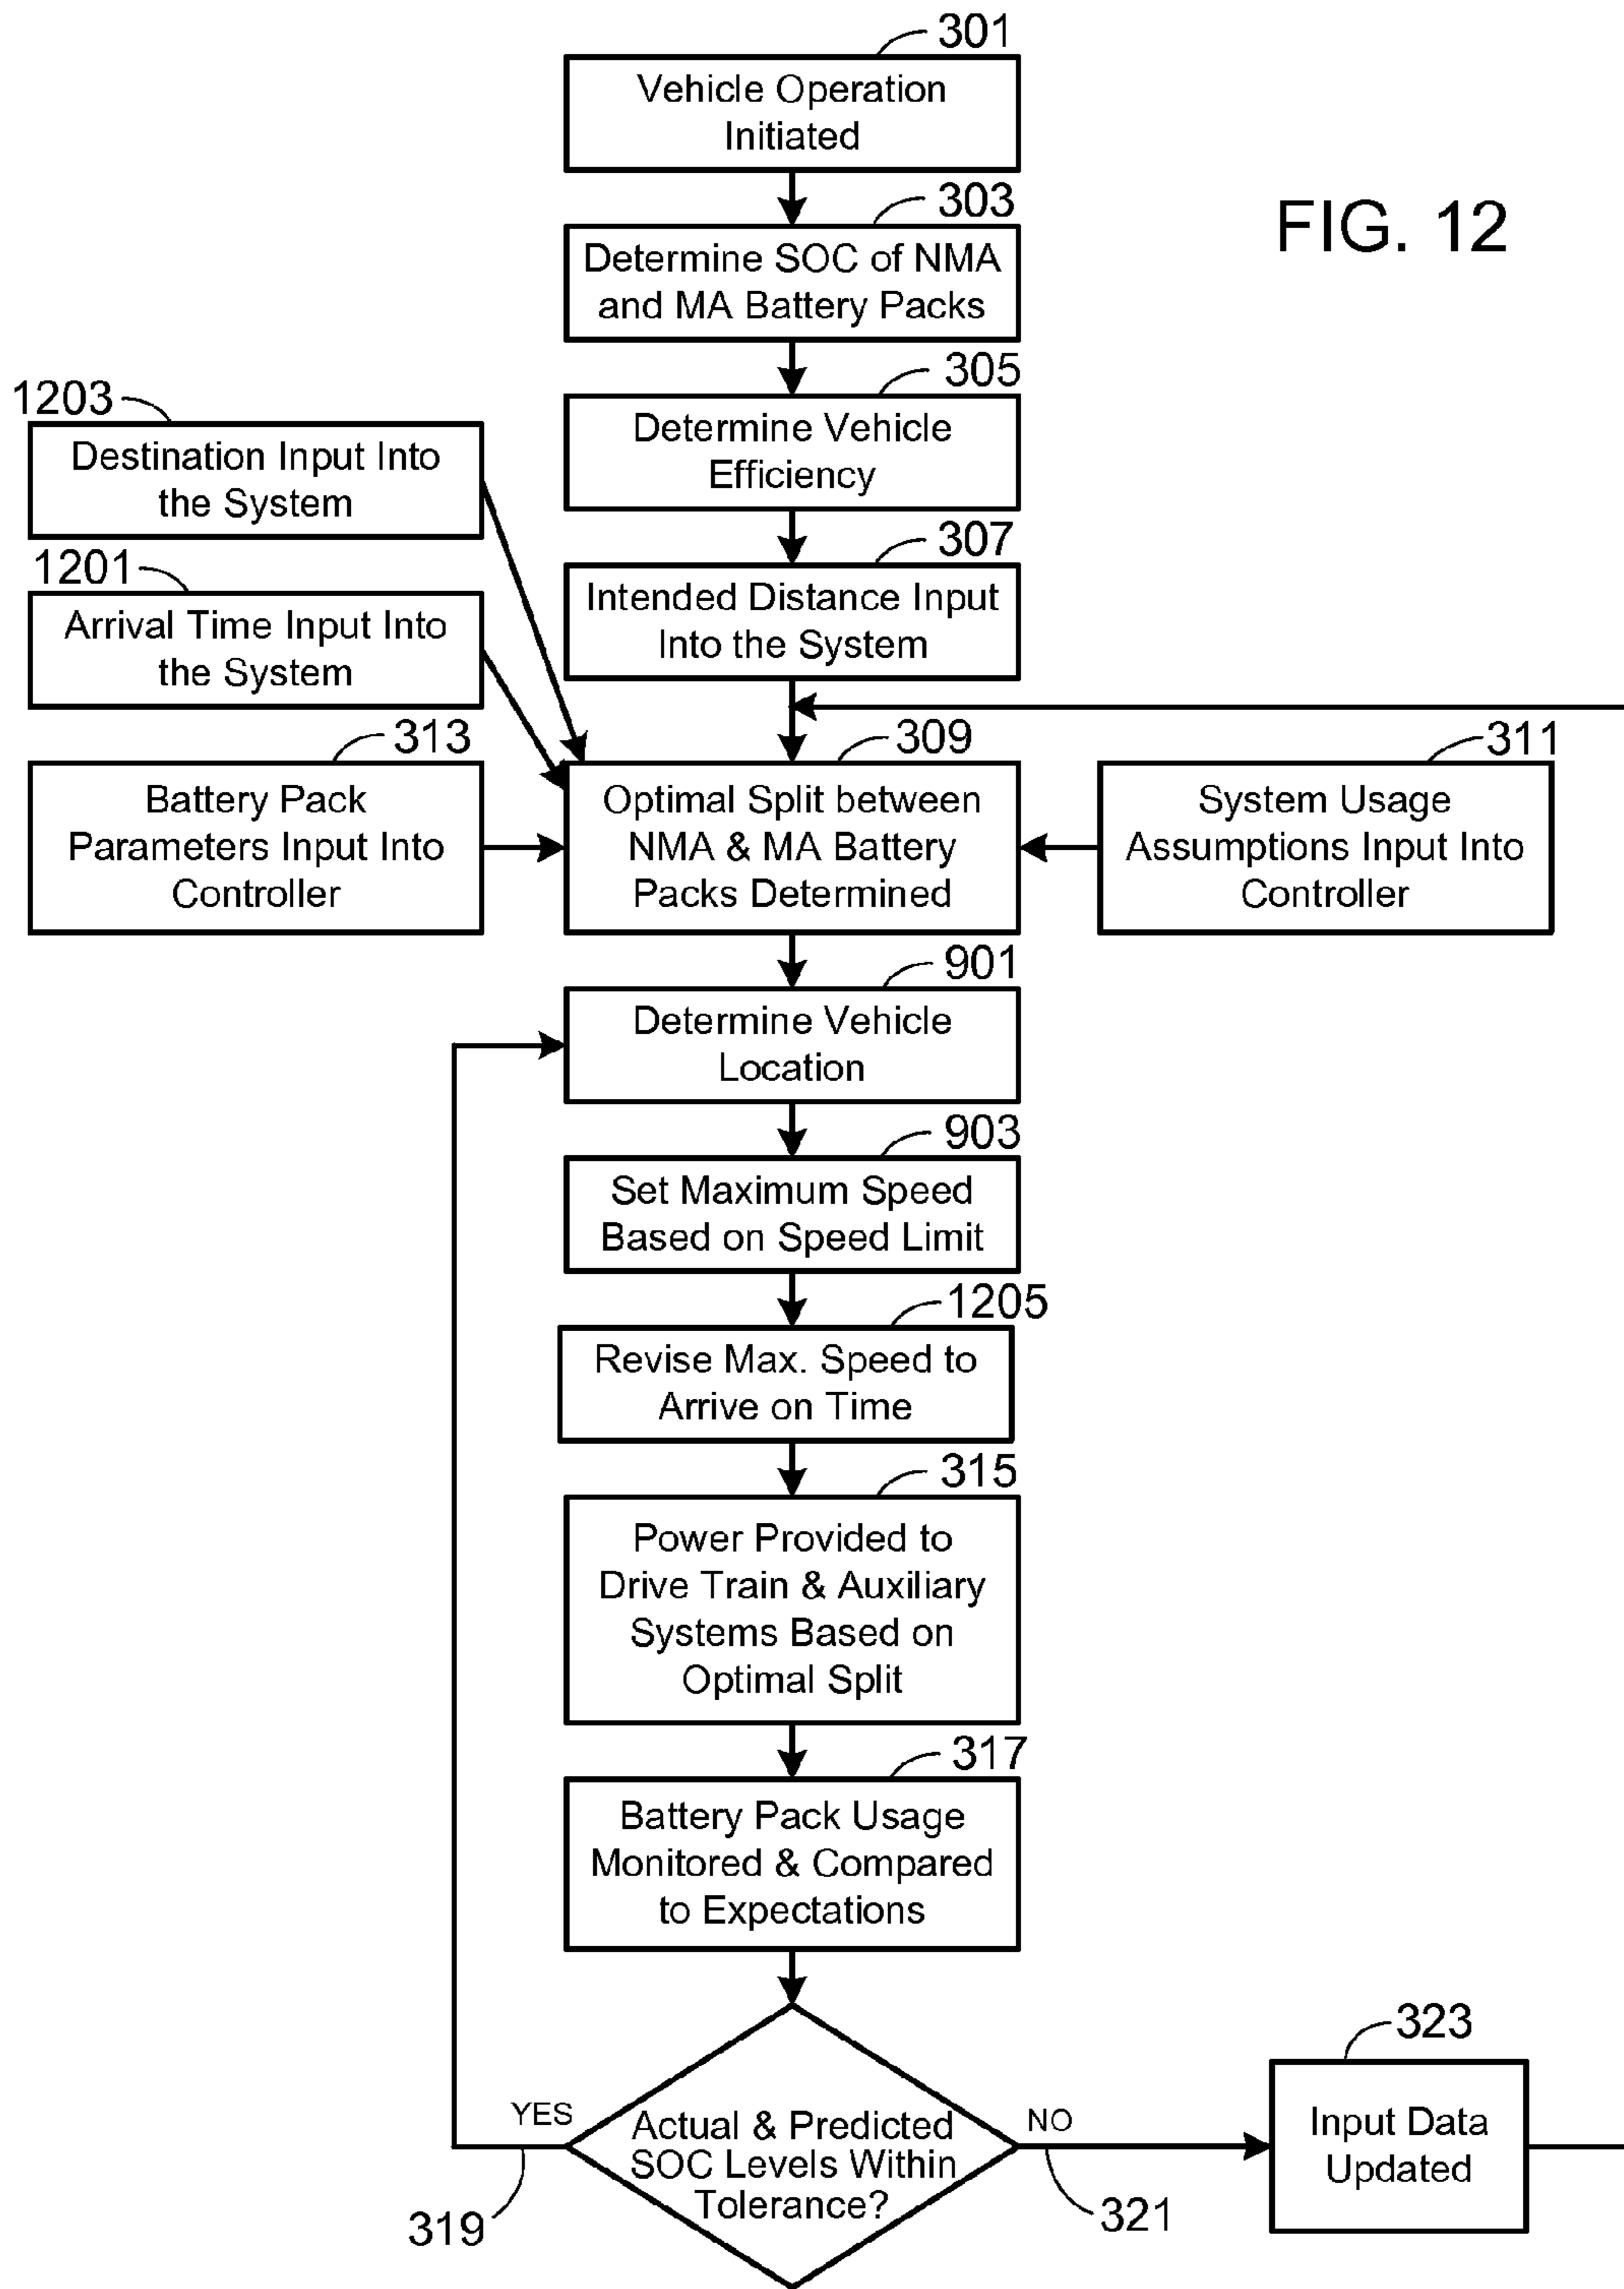 301
Vehicle Operation
Initiated
FIG. 12
303
Determine SOC of NMA
and MA Battery Packs
305
Determine Vehicle
Efficiency
1203
Destination Input Into
the System
307
Intended Distance Input
Into the System
1201
Arrival Time Input Into
the System
313
Battery Pack
Parameters Input Into
Controller
309
Optimal Split between
NMA & MA Battery
Packs Determined
311
System Usage
Assumptions Input Into
Controller
901
Determine Vehicle
Location
903
Set Maximum Speed
Based on Speed Limit
1205
Revise Max. Speed to
Arrive on Time
315
Power Provided to
Drive Train & Auxiliary
Systems Based on
Optimal Split
317
Battery Pack Usage
Monitored & Compared
to Expectations
YES
Actual & Predicted
SOC Levels Within
Tolerance?
NO
319
321
323
Input Data
Updated